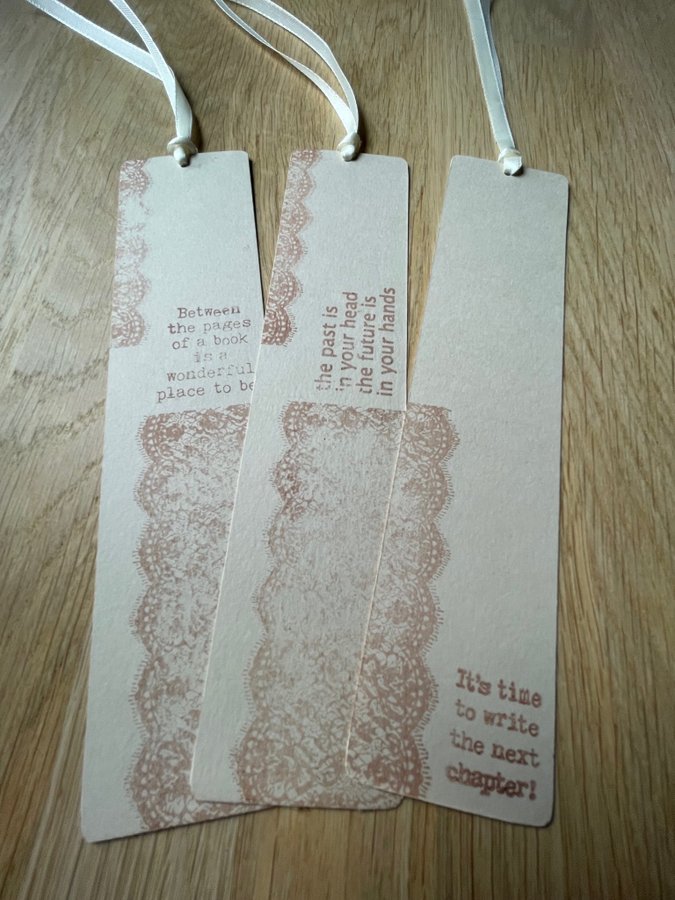 Between
the pages
of a book
is a
wonderful
place to be
the past is
in your head
the future is
in your hands
It's time
to write
the next
chapter!